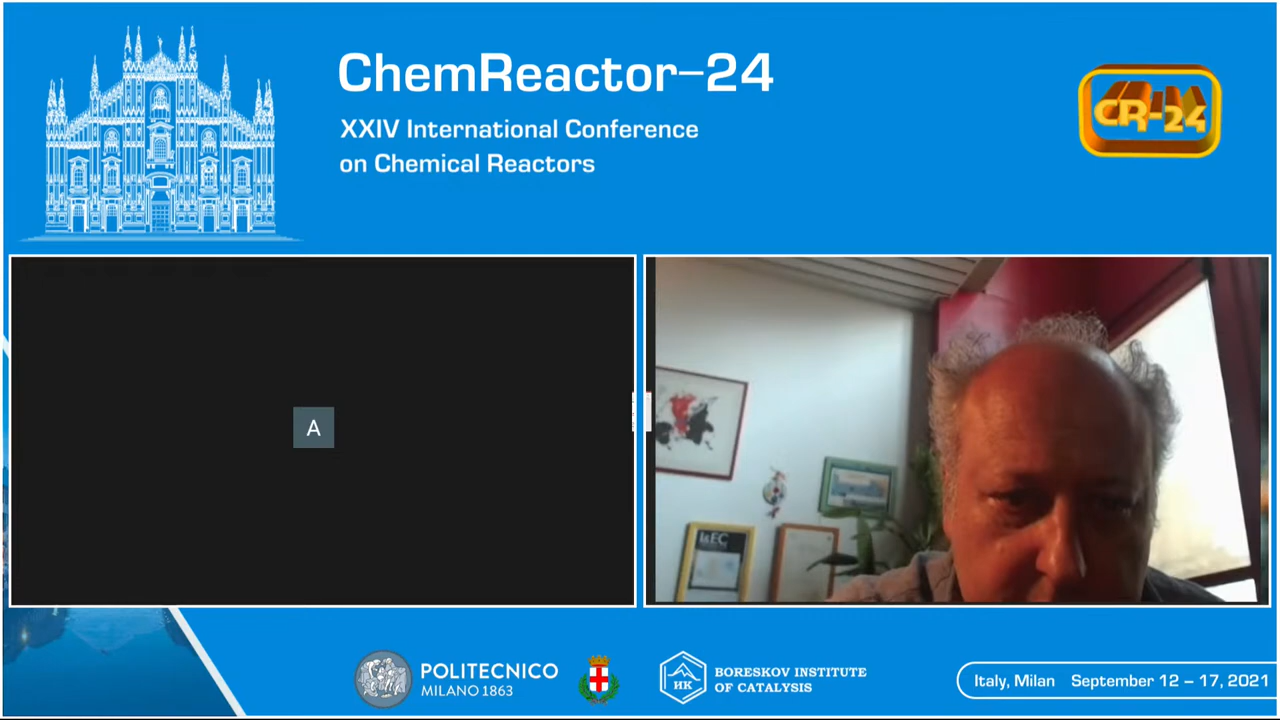 ChemReactor–24
XXIV International Conference
on Chemical Reactors
CR-24
A
I&EC
POLITECNICO
MILANO 1863
ИК
BORESKOV INSTITUTE
OF CATALYSIS
Italy, Milan September 12 – 17, 2021